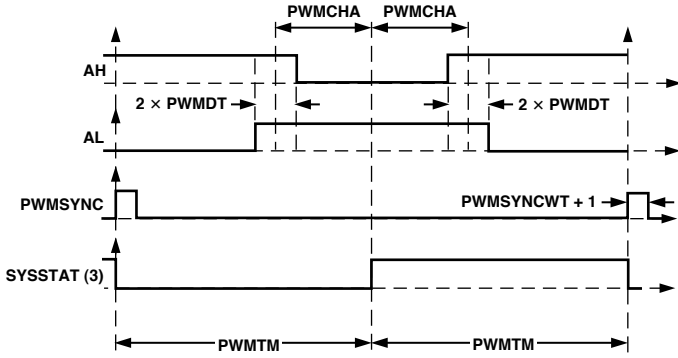 PWMCHA PWMCHA
AH
2 × PWMDT 2 × PWMDT
AL
PWMSYNC PWMSYNCWT + 1
SYSSTAT (3)
PWMTM PWMTM